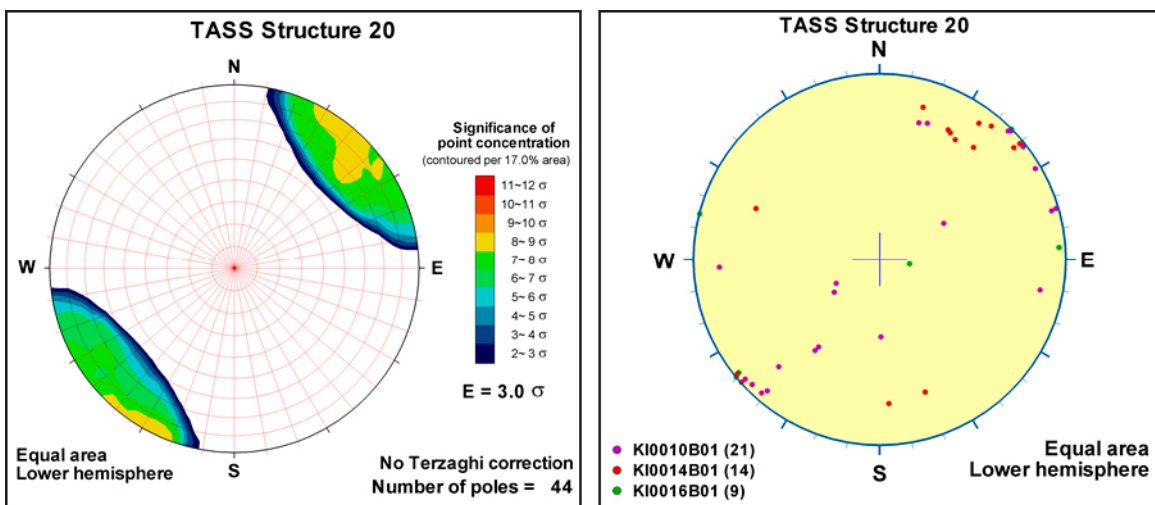 TASS Structure 20
N
W
E
S
Significance of
point concentration
(contoured per 17.0% area)
11~12 σ
10~11 σ
9~10 σ
8~ 9 σ
7~ 8 σ
6~ 7 σ
5~ 6 σ
4~ 5 σ
3~ 4 σ
2~ 3 σ
E = 3.0 σ
Equal area
Lower hemisphere
No Terzaghi correction
Number of poles = 44
TASS Structure 20
N
W
E
S
KI0010B01 (21)
KI0014B01 (14)
KI0016B01 (9)
Equal area
Lower hemisphere